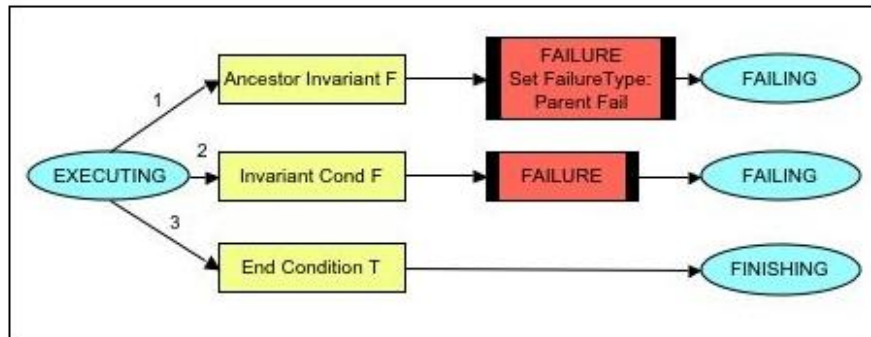 FAILURE
Ancestor Invariant F
Set FailureType:
FAILING
Parent Fail
1
2
EXECUTING
Invariant Cond F
FAILURE
FAILING
3
End Condition T
FINISHING